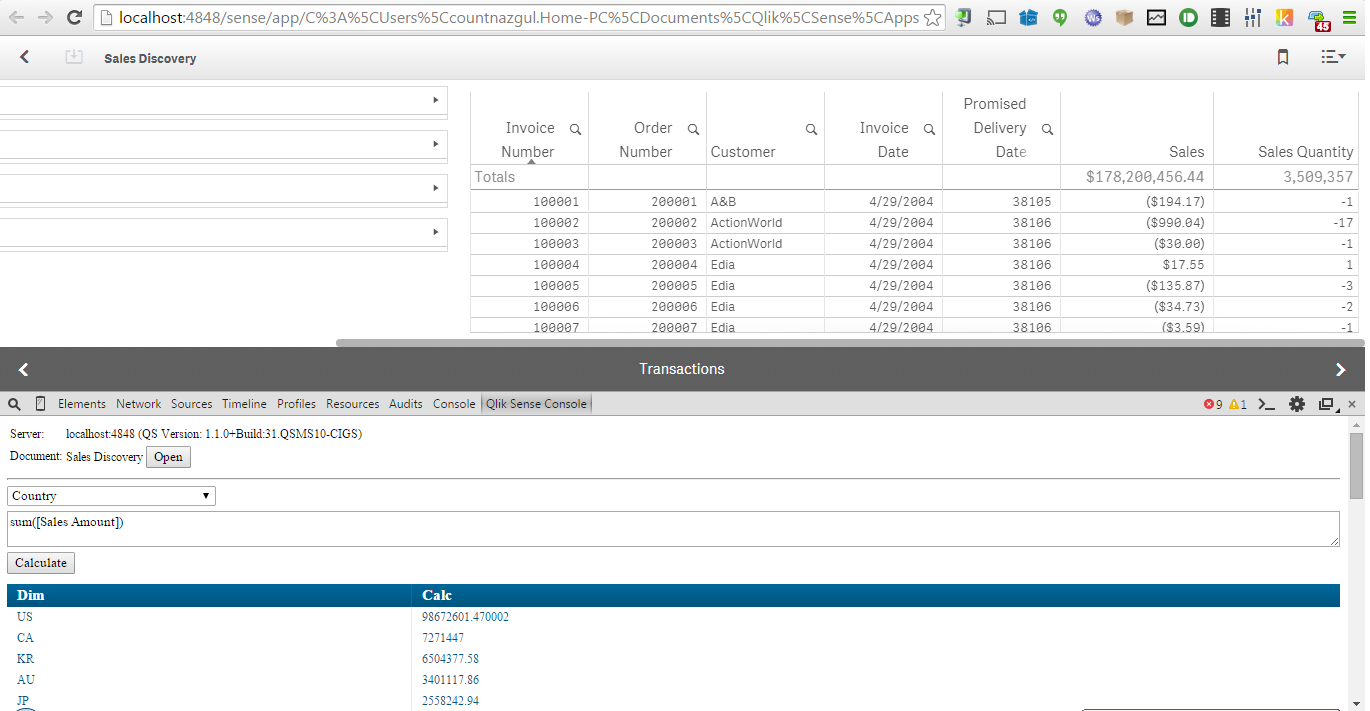 localhost:4848/sense/app/C%3A%5CUsers%5Ccountnazgul.Home-PC%5CDocuments%5CQlik%5CSense%5CApps
45
Sales Discovery
Invoice Number Order Number Customer Invoice Date Promised Delivery Date Sales Sales Quantity
Totals $178,200,456.44 3,509,357
100001 200001 A&B 4/29/2004 38105 ($194.17) -1
100002 200002 ActionWorld 4/29/2004 38106 ($990.04) -17
100003 200003 ActionWorld 4/29/2004 38106 ($30.00) -1
100004 200004 Edia 4/29/2004 38106 $17.55 1
100005 200005 Edia 4/29/2004 38106 ($135.87) -3
100006 200006 Edia 4/29/2004 38106 ($34.73) -2
100007 200007 Edia 4/29/2004 38106 ($3.59) -1
Transactions
Elements Network Sources Timeline Profiles Resources Audits Console Qlik Sense Console 9 1
Server: localhost:4848 (QS Version: 1.1.0+Build:31.QSMS10-CIGS)
Document: Sales Discovery Open
Country
sum([Sales Amount])
Calculate
Dim Calc
US 98672601.470002
CA 7271447
KR 6504377.58
AU 3401117.86
JP 2558242.94